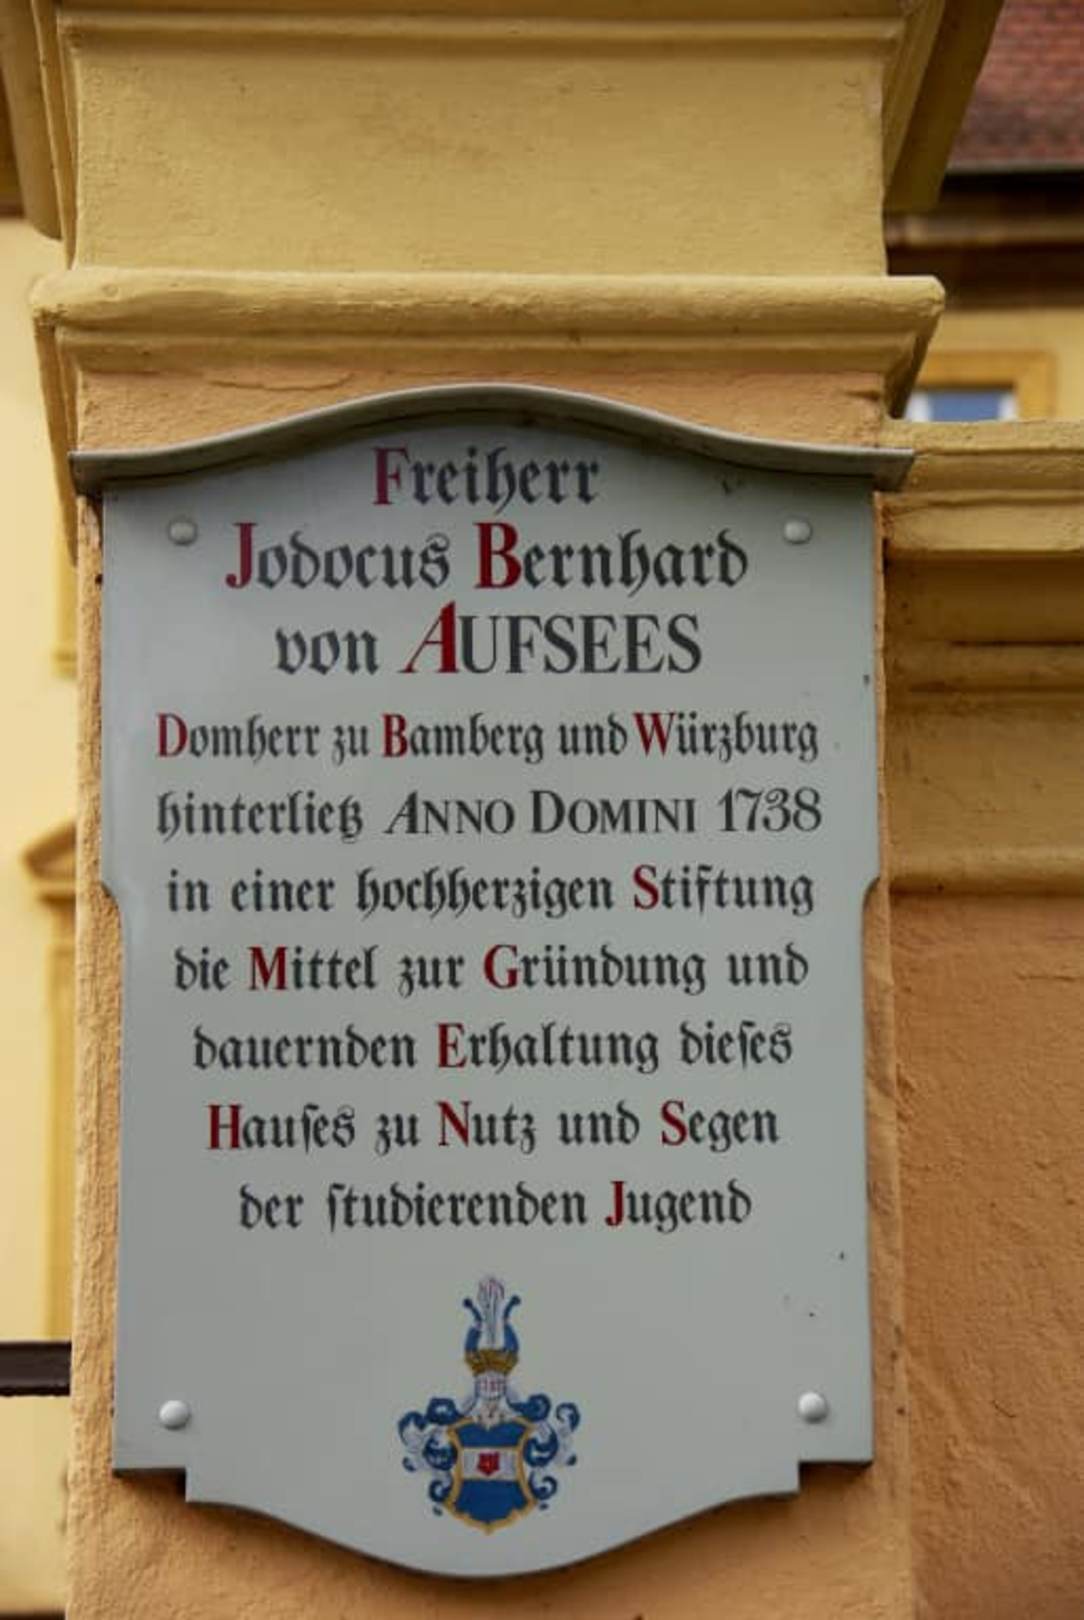 Freiherr
Jodocus Bernhard
von AUFSEES
Domherr zu Bamberg und Würzburg
hinterließ ANNO DOMINI 1738
in einer hochherzigen Stiftung
die Mittel zur Gründung und
dauernden Erhaltung dieſes
Hauſes zu Nutz und Segen
der ſtudierenden Jugend